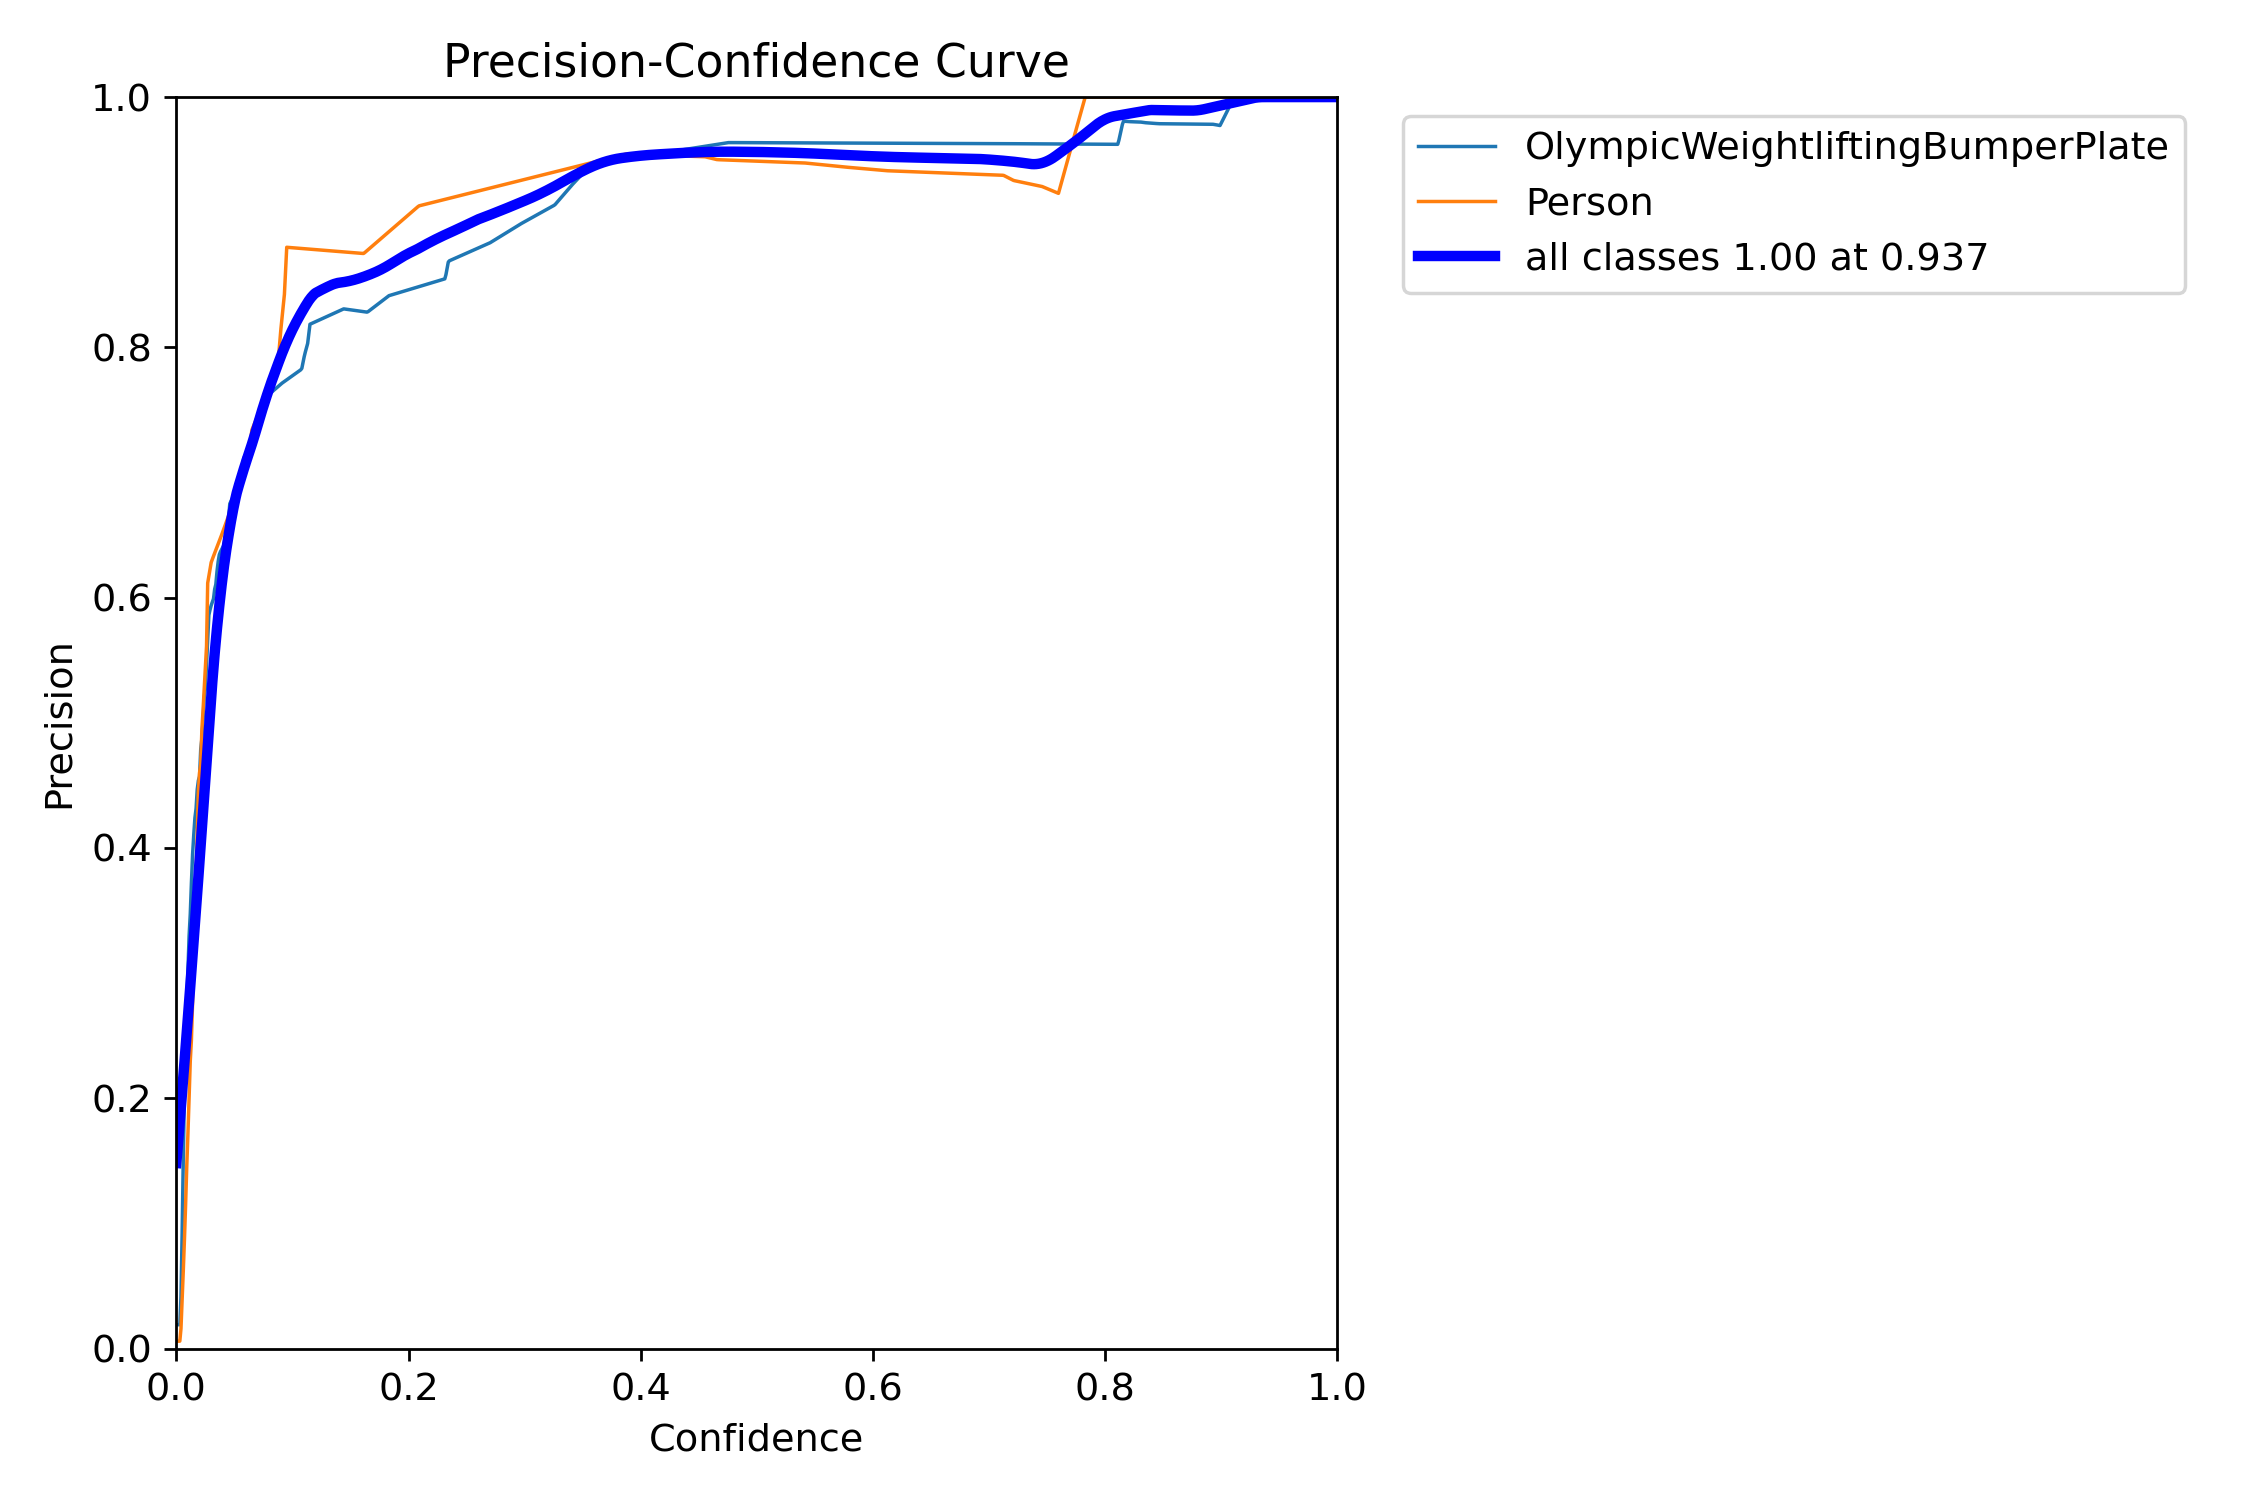 Precision-Confidence Curve
1.0
0.8
0.6
0.4
0.2
0.0
Precision
0.0 0.2 0.4 0.6 0.8 1.0
Confidence
OlympicWeightliftingBumperPlate
Person
all classes 1.00 at 0.937